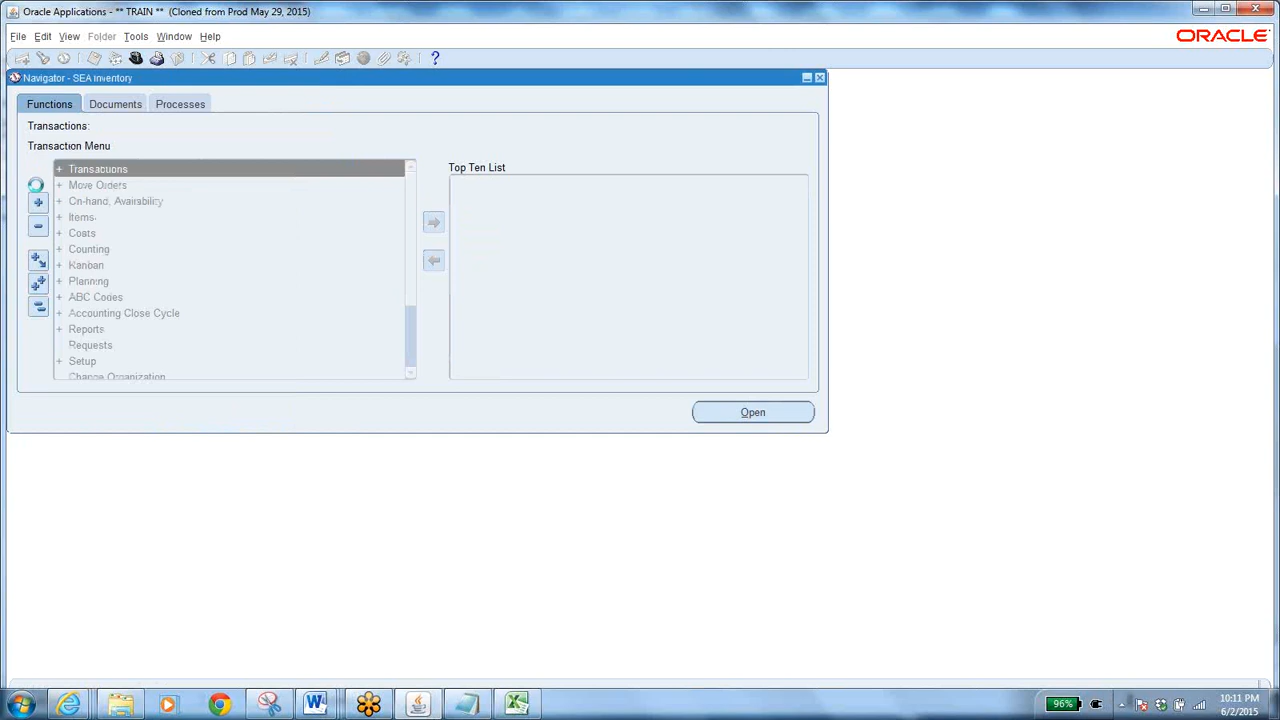 Oracle Applications - ** TRAIN ** (Cloned from Prod May 29, 2015)
File Edit View Folder Tools Window Help
ORACLE
Navigator - SEA Inventory
Functions Documents Processes
Transactions:
Transaction Menu
Top Ten List
+ Transactions
+ Move Orders
+ On-hand, Availability
+ Items
+ Costs
+ Counting
+ Kanban
+ Planning
+ ABC Codes
+ Accounting Close Cycle
+ Reports
Requests
+ Setup
Change Organization
Open
96%
10:11 PM
6/2/2015